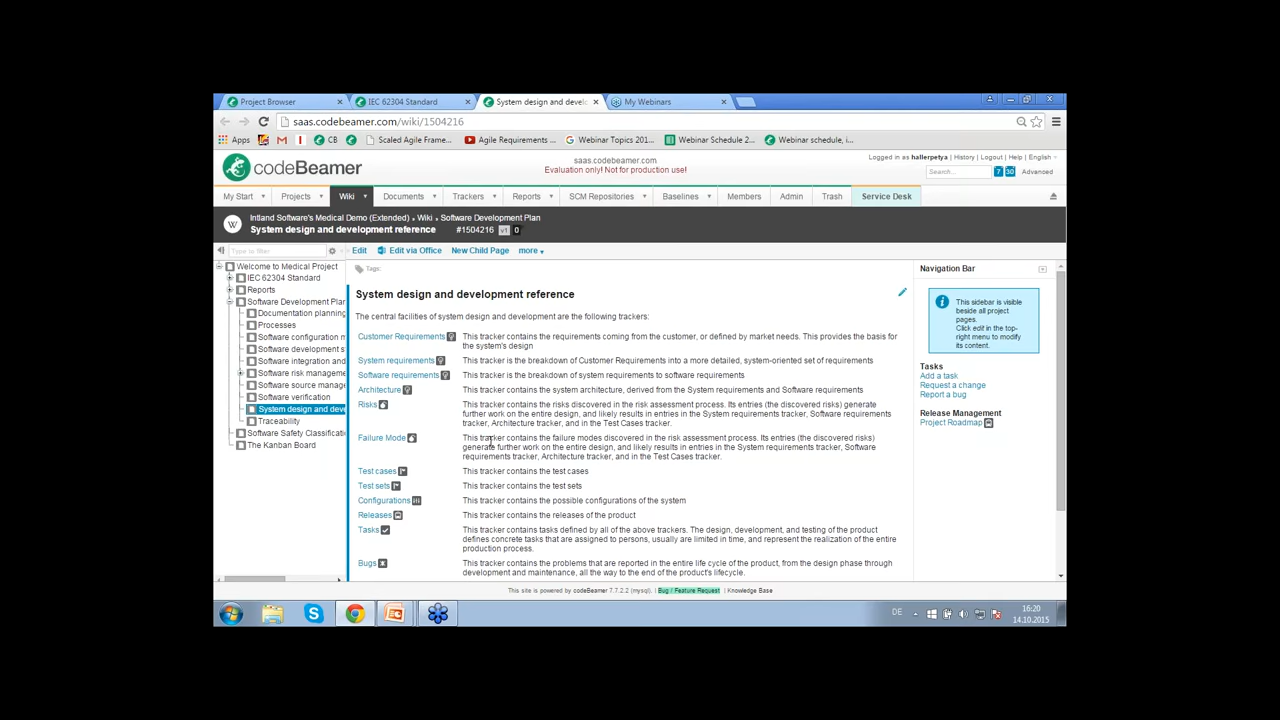 Project Browser
IEC 62304 Standard
System design and develo
My Webinars
saas.codebeamer.com/wiki/1504216
Apps
CB
Scaled Agile Frame...
Agile Requirements ...
Webinar Topics 201...
Webinar Schedule 2...
Webinar schedule, i...
codeBeamer
saas.codebeamer.com
Evaluation only! Not for production use!
Logged in as hallerpetya | History | Logout | Help | English
Search...
7 30
Advanced
My Start
Projects
Wiki
Documents
Trackers
Reports
SCM Repositories
Baselines
Members
Admin
Trash
Service Desk
W
Intland Software's Medical Demo (Extended) Wiki Software Development Plan
System design and development reference #1504216 v1 0
Type to filter
Edit
Edit via Office
New Child Page
more
Welcome to Medical Project
IEC 62304 Standard
Reports
Software Development Plan
Documentation planning
Processes
Software configuration m
Software development s
Software integration and
Software risk manageme
Software source manage
Software verification
System design and deve
Traceability
Software Safety Classificati
The Kanban Board
Tags:
System design and development reference
The central facilities of system design and development are the following trackers:
Customer Requirements
This tracker contains the requirements coming from the customer, or defined by market needs. This provides the basis for
the system's design
System requirements
This tracker is the breakdown of Customer Requirements into a more detailed, system-oriented set of requirements
Software requirements
This tracker is the breakdown of system requirements to software requirements
Architecture
This tracker contains the system architecture, derived from the System requirements and Software requirements
Risks
This tracker contains the risks discovered in the risk assessment process. Its entries (the discovered risks) generate
further work on the entire design, and likely results in entries in the System requirements tracker, Software requirements
tracker, Architecture tracker, and in the Test Cases tracker.
Failure Mode
This tracker contains the failure modes discovered in the risk assessment process. Its entries (the discovered risks)
generate further work on the entire design, and likely results in entries in the System requirements tracker, Software
requirements tracker, Architecture tracker, and in the Test Cases tracker.
Test cases
This tracker contains the test cases
Test sets
This tracker contains the test sets
Configurations
This tracker contains the possible configurations of the system
Releases
This tracker contains the releases of the product
Tasks
This tracker contains tasks defined by all of the above trackers. The design, development, and testing of the product
defines concrete tasks that are assigned to persons, usually are limited in time, and represent the realization of the entire
production process.
Bugs
This tracker contains the problems that are reported in the entire life cycle of the product, from the design phase through
development and maintenance, all the way to the end of the product's lifecycle.
Navigation Bar
This sidebar is visible
beside all project
pages.
Click edit in the top-
right menu to modify
its content.
Tasks
Add a task
Request a change
Report a bug
Release Management
Project Roadmap
This site is powered by codeBeamer 7.7.2.2 (mysql). | Bug / Feature Request | Knowledge Base
DE
16:20
14.10.2015